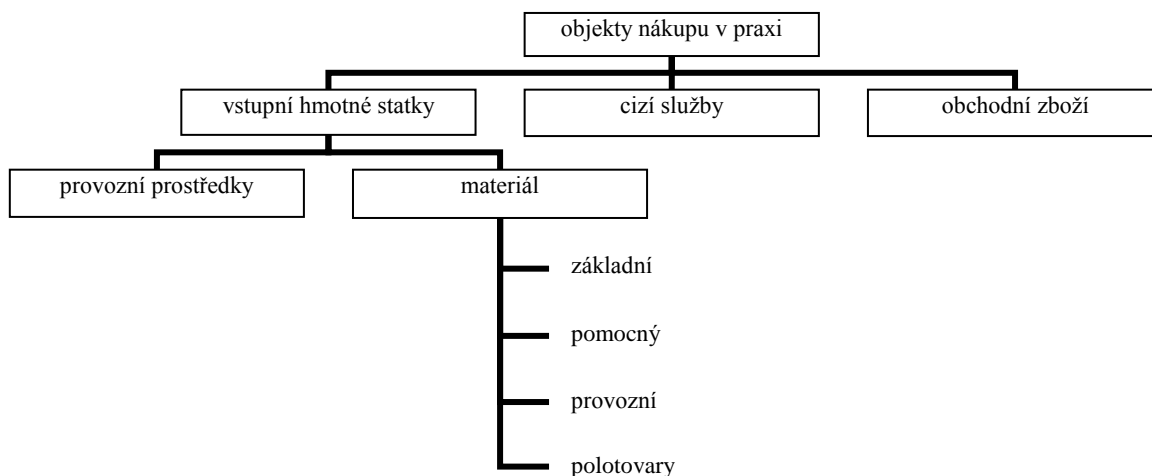 objekty nákupu v praxi
vstupní hmotné statky
cizí služby
obchodní zboží
provozní prostředky
materiál
základní
pomocný
provozní
polotovary